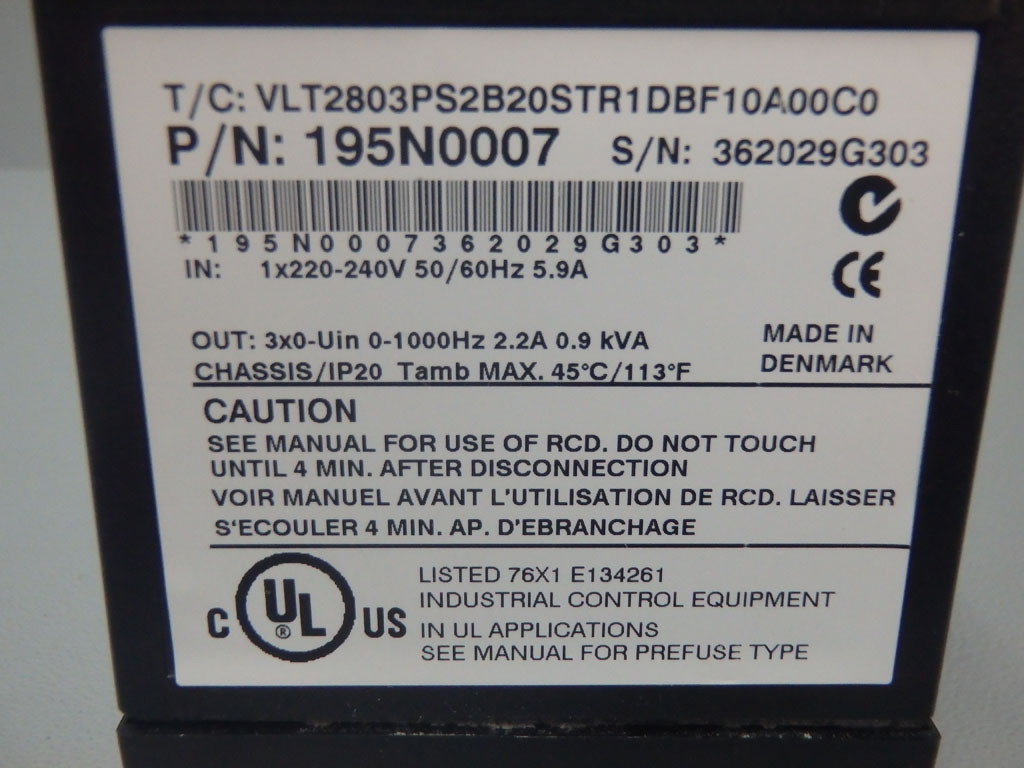 T/C: VLT2803PS2B20STR1DBF10A00C0
P/N: 195N0007 S/N: 362029G303
*195N0007362029G303*
IN: 1x220-240V 50/60Hz 5.9A
CE
OUT: 3x0-Uin 0-1000Hz 2.2A 0.9 kVA
MADE IN
DENMARK
CHASSIS/IP20 Tamb MAX. 45°C/113°F
CAUTION
SEE MANUAL FOR USE OF RCD. DO NOT TOUCH
UNTIL 4 MIN. AFTER DISCONNECTION
VOIR MANUEL AVANT L'UTILISATION DE RCD. LAISSER
S'ECOULER 4 MIN. AP. D'EBRANCHAGE
C UL ® US
LISTED 76X1 E134261
INDUSTRIAL CONTROL EQUIPMENT
IN UL APPLICATIONS
SEE MANUAL FOR PREFUSE TYPE